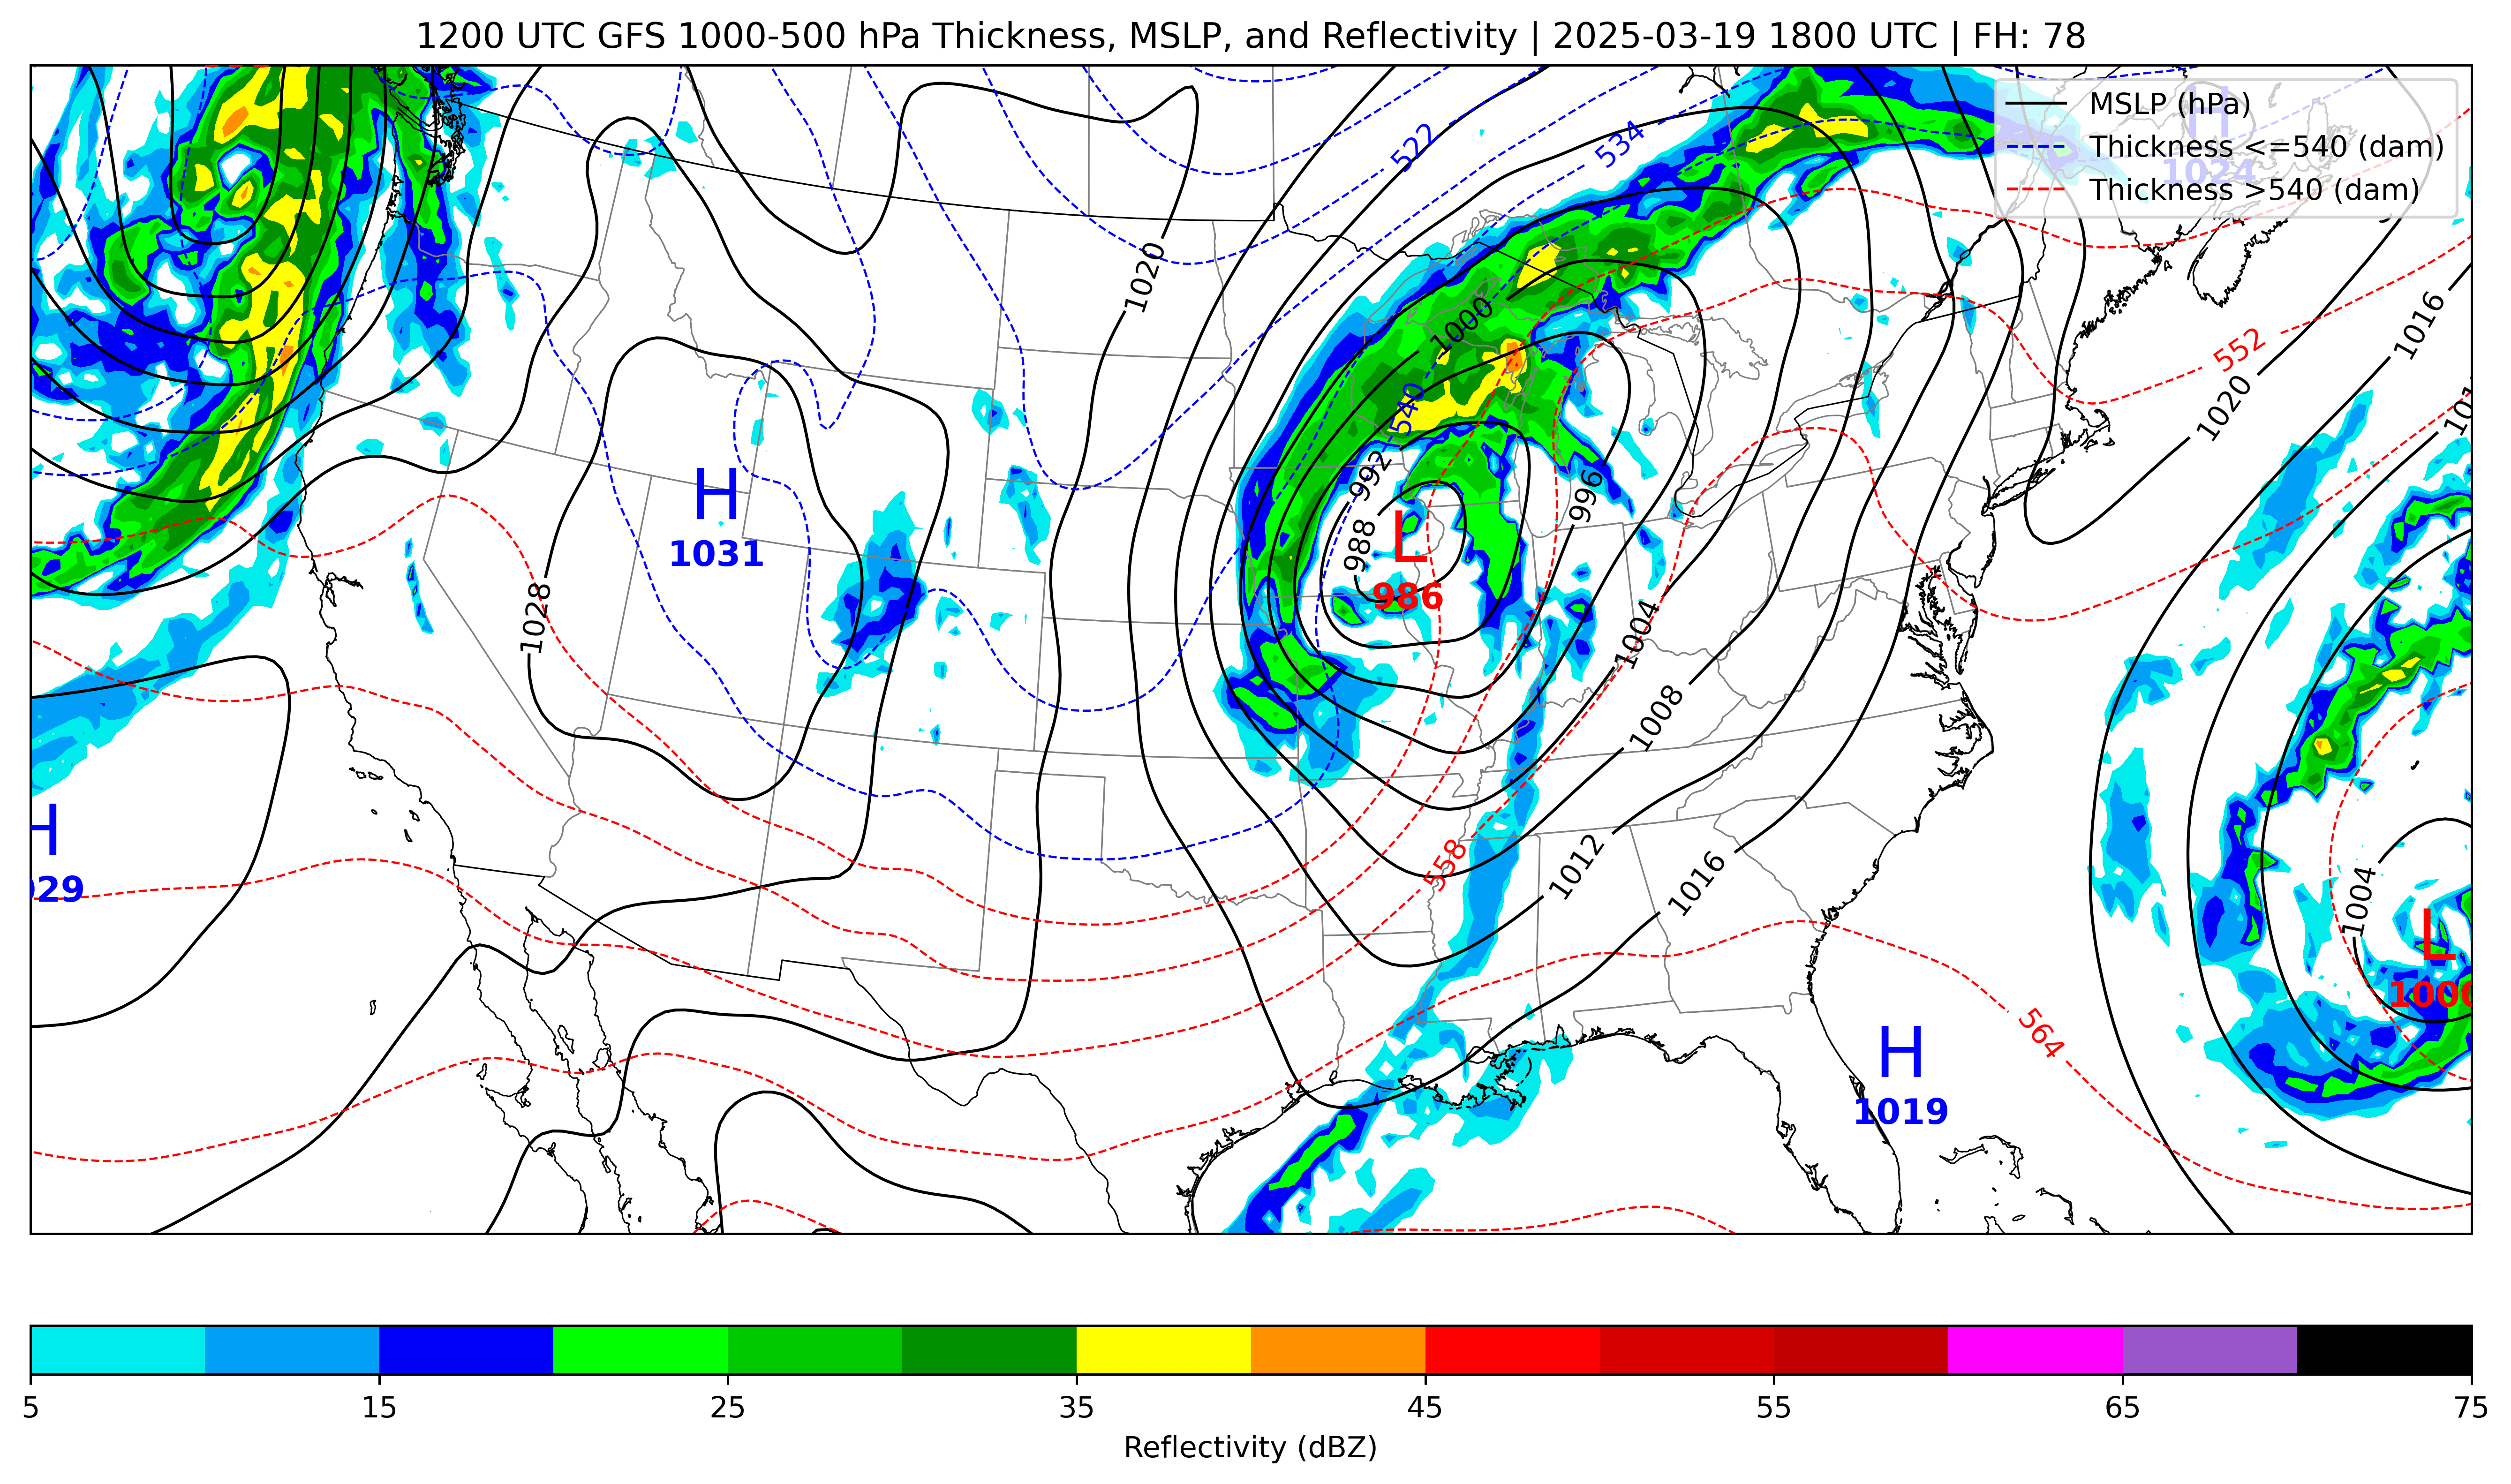 1200 UTC GFS 1000-500 hPa Thickness, MSLP, and Reflectivity | 2025-03-19 1800 UTC | FH: 78
MSLP (hPa)
Thickness <=540 (dam)
Thickness >540 (dam)
H
1024
522
534
1020
1000
1016
552
1020
540
992
996
988
H
1031
L
986
1028
1004
1008
558
1012
1016
H
029
1004
L
1000
564
H
1019
5 15 25 35 45 55 65 75
Reflectivity (dBZ)